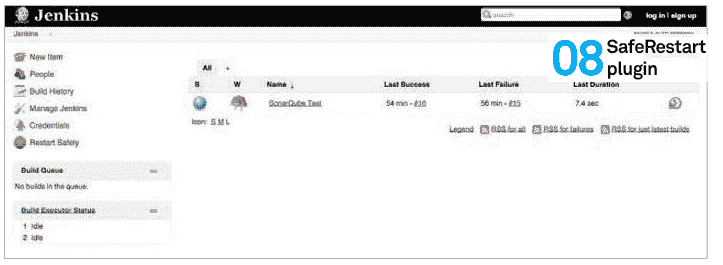 Jenkins
search
log in | sign up
Jenkins
08 SafeRestart
plugin
New Item
People
Build History
Manage Jenkins
Credentials
Restart Safely
Build Queue
No builds in the queue.
Build Executor Status
1 Idle
2 Idle
All +
S W Name ↓ Last Success Last Failure Last Duration
SonarQube Test 54 min - #16 56 min - #15 7.4 sec
Icon: S M L
Legend RSS for all RSS for failures RSS for just latest builds